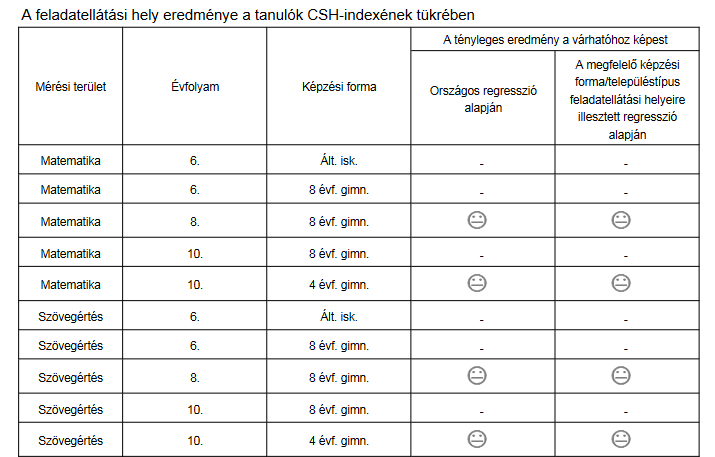 A feladatellátási hely eredménye a tanulók CSH-indexének tükrében
Mérési terület
Évfolyam
Képzési forma
A tényleges eredmény a várhatóhoz képest
Országos regresszió
alapján
A megfelelő képzési
forma/településtípus
feladatellátási helyeire
illesztett regresszió
alapján
Matematika 6. Ált. isk. - -
Matematika 6. 8 évf. gimn. - -
Matematika 8. 8 évf. gimn.
Matematika 10. 8 évf. gimn. - -
Matematika 10. 4 évf. gimn.
Szövegértés 6. Ált. isk. - -
Szövegértés 6. 8 évf. gimn. - -
Szövegértés 8. 8 évf. gimn.
Szövegértés 10. 8 évf. gimn. - -
Szövegértés 10. 4 évf. gimn.